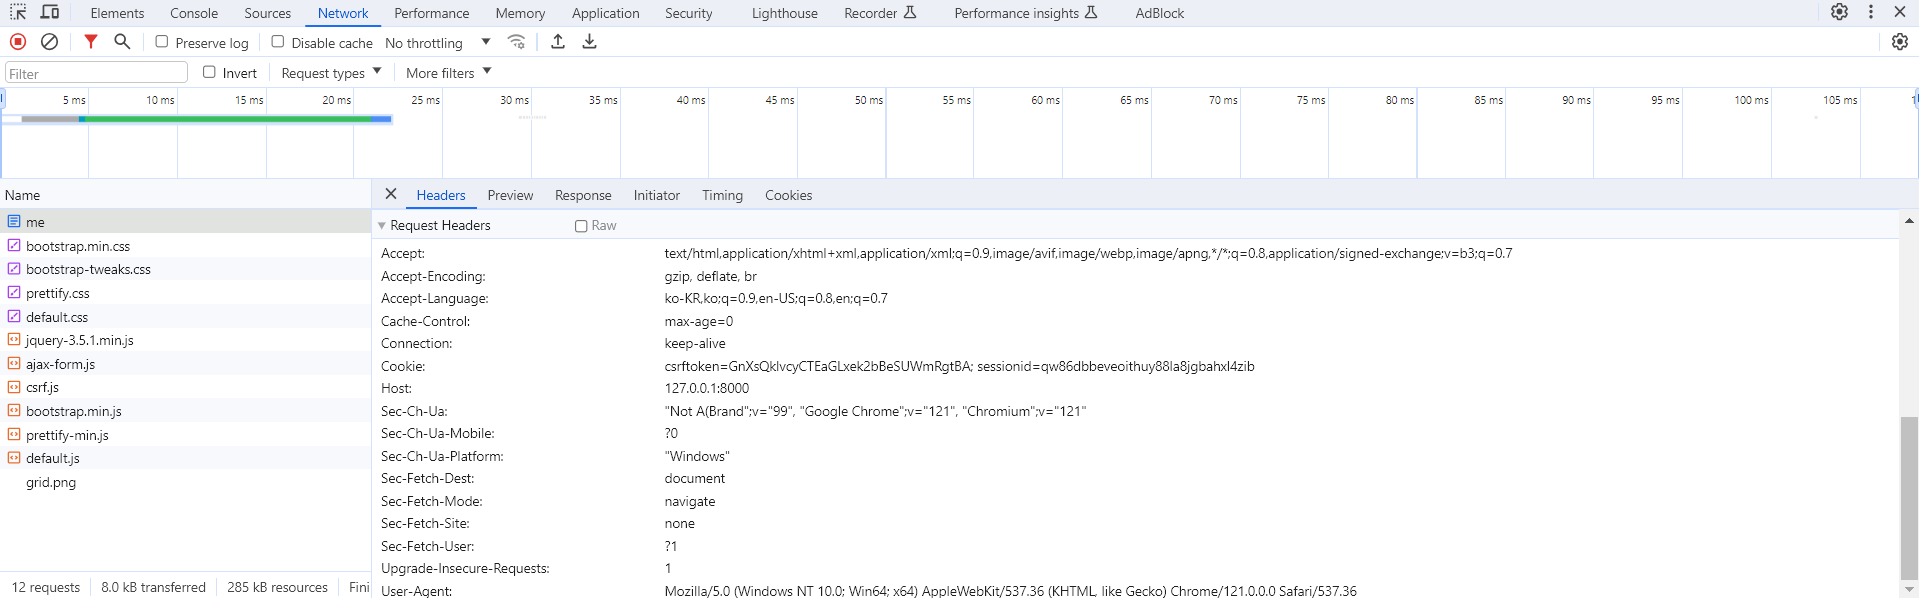 Elements Console Sources Network Performance Memory Application Security Lighthouse Recorder Performance insights AdBlock
Preserve log Disable cache No throttling
Filter Invert Request types More filters
5 ms 10 ms 15 ms 20 ms 25 ms 30 ms 35 ms 40 ms 45 ms 50 ms 55 ms 60 ms 65 ms 70 ms 75 ms 80 ms 85 ms 90 ms 95 ms 100 ms 105 ms
Name
me
bootstrap.min.css
bootstrap-tweaks.css
prettify.css
default.css
jquery-3.5.1.min.js
ajax-form.js
csrf.js
bootstrap.min.js
prettify-min.js
default.js
grid.png
12 requests 8.0 kB transferred 285 kB resources Fini
Headers Preview Response Initiator Timing Cookies
Request Headers Raw
Accept: text/html,application/xhtml+xml,application/xml;q=0.9,image/avif,image/webp,image/apng,*/*;q=0.8,application/signed-exchange;v=b3;q=0.7
Accept-Encoding: gzip, deflate, br
Accept-Language: ko-KR,ko;q=0.9,en-US;q=0.8,en;q=0.7
Cache-Control: max-age=0
Connection: keep-alive
Cookie: csrftoken=GnXsQklvcyCTEaGLxek2bBeSUWmRgtBA; sessionid=qw86dbbeveoithuy88la8jgbahxl4zib
Host: 127.0.0.1:8000
Sec-Ch-Ua: "Not A(Brand";v="99", "Google Chrome";v="121", "Chromium";v="121"
Sec-Ch-Ua-Mobile: ?0
Sec-Ch-Ua-Platform: "Windows"
Sec-Fetch-Dest: document
Sec-Fetch-Mode: navigate
Sec-Fetch-Site: none
Sec-Fetch-User: ?1
Upgrade-Insecure-Requests: 1
User-Agent: Mozilla/5.0 (Windows NT 10.0; Win64; x64) AppleWebKit/537.36 (KHTML, like Gecko) Chrome/121.0.0.0 Safari/537.36